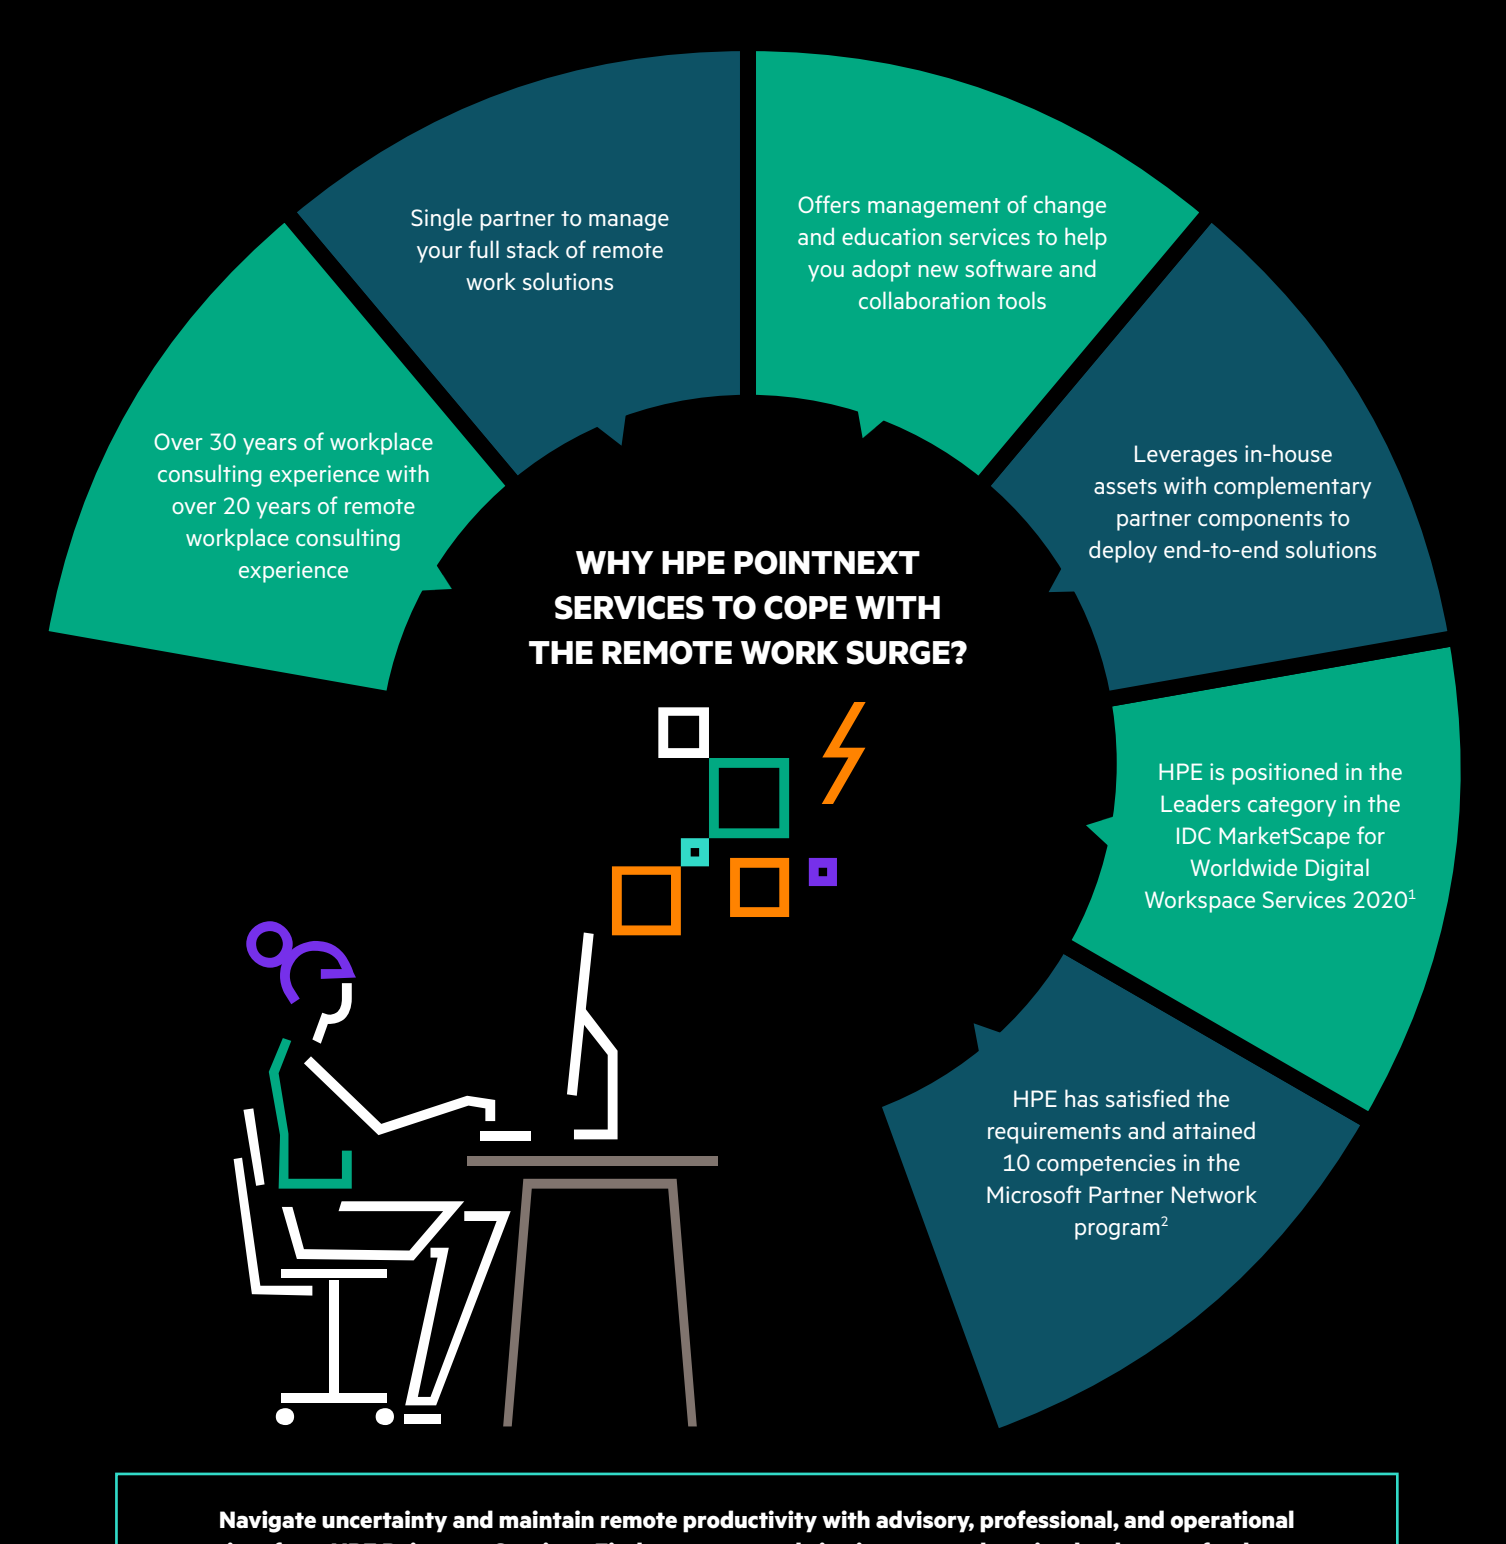 Single partner to manage
your full stack of remote
work solutions
Offers management of change
and education services to help
you adopt new software and
collaboration tools
Over 30 years of workplace
consulting experience with
over 20 years of remote
workplace consulting
experience
Leverages in-house
assets with complementary
partner components to
deploy end-to-end solutions
WHY HPE POINTNEXT
SERVICES TO COPE WITH
THE REMOTE WORK SURGE?
HPE is positioned in the
Leaders category in the
IDC MarketScape for
Worldwide Digital
Workspace Services 2020¹
HPE has satisfied the
requirements and attained
10 competencies in the
Microsoft Partner Network
program²
Navigate uncertainty and maintain remote productivity with advisory, professional, and operational